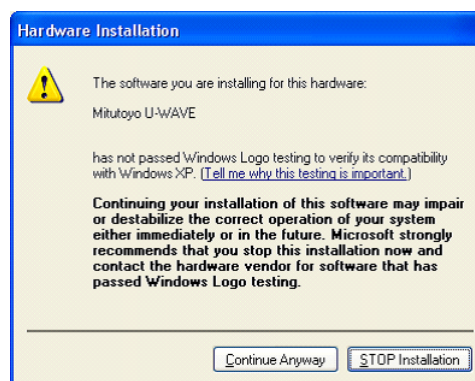 Hardware Installation
The software you are installing for this hardware:
Mitutoyo U-WAVE
has not passed Windows Logo testing to verify its compatibility
with Windows XP. (Tell me why this testing is important.)
Continuing your installation of this software may impair
or destabilize the correct operation of your system
either immediately or in the future. Microsoft strongly
recommends that you stop this installation now and
contact the hardware vendor for software that has
passed Windows Logo testing.
Continue Anyway
STOP Installation